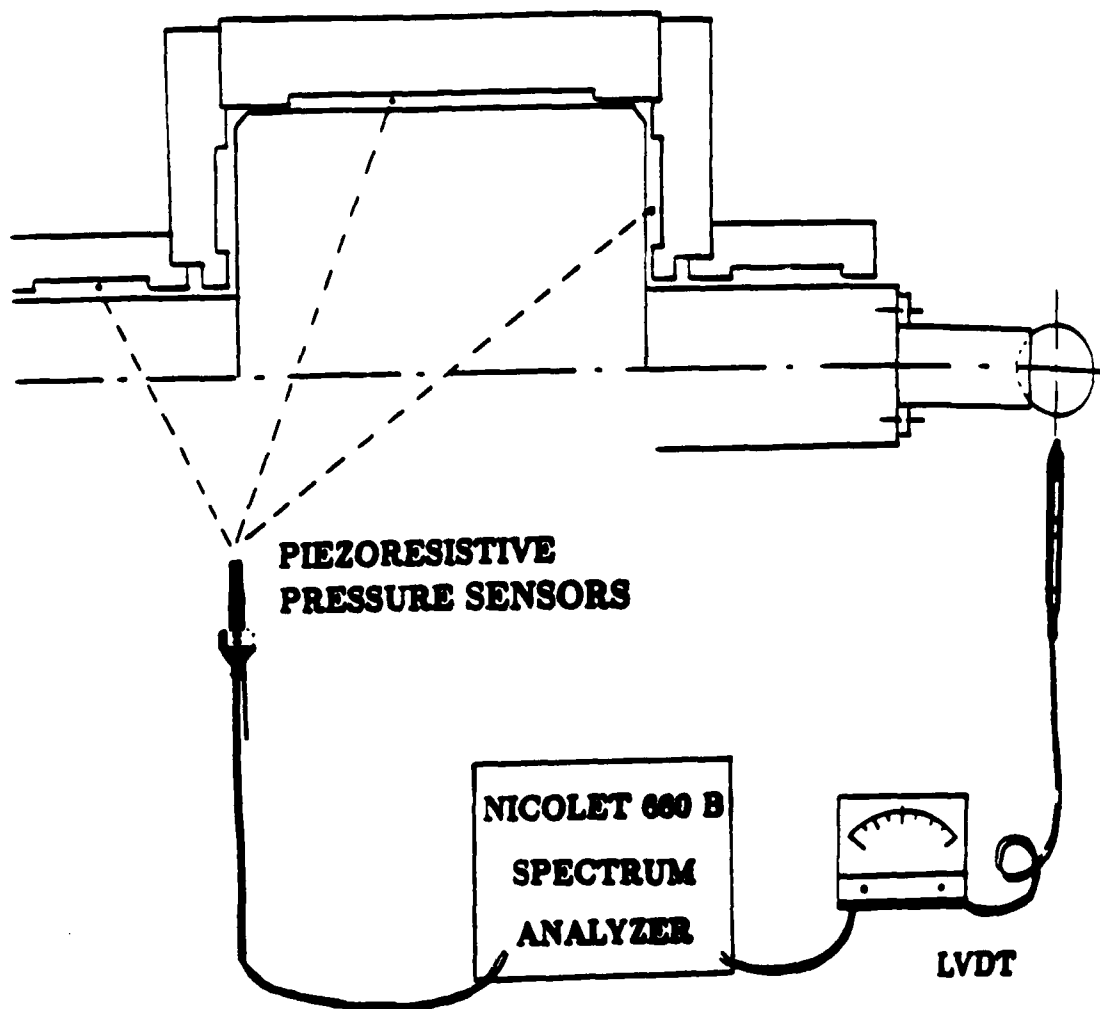 PIEZORESISTIVE
PRESSURE SENSORS
NICOLET 660 B
SPECTRUM
ANALYZER
LVDT